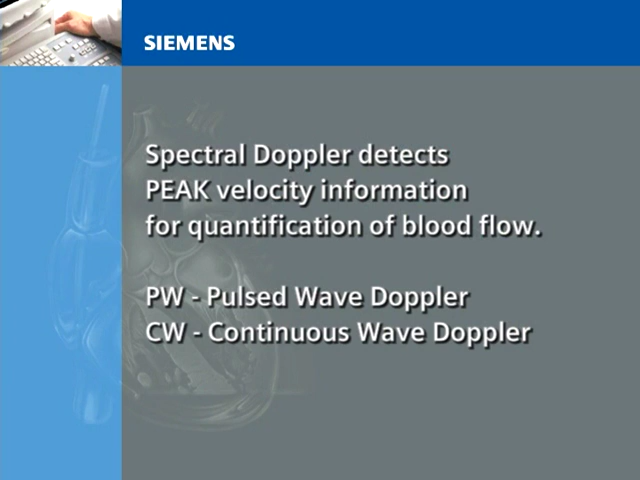 SIEMENS
Spectral Doppler detects
PEAK velocity information
for quantification of blood flow.
PW - Pulsed Wave Doppler
CW - Continuous Wave Doppler